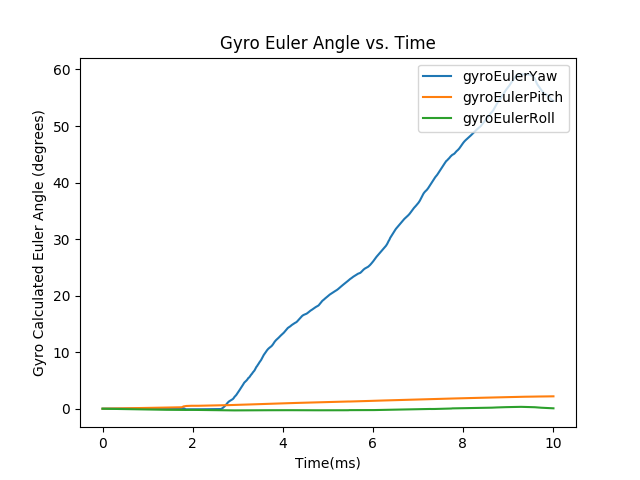 Gyro Euler Angle vs. Time
gyroEulerYaw
gyroEulerPitch
gyroEulerRoll
Gyro Calculated Euler Angle (degrees)
60
50
40
30
20
10
0
0 2 4 6 8 10
Time(ms)